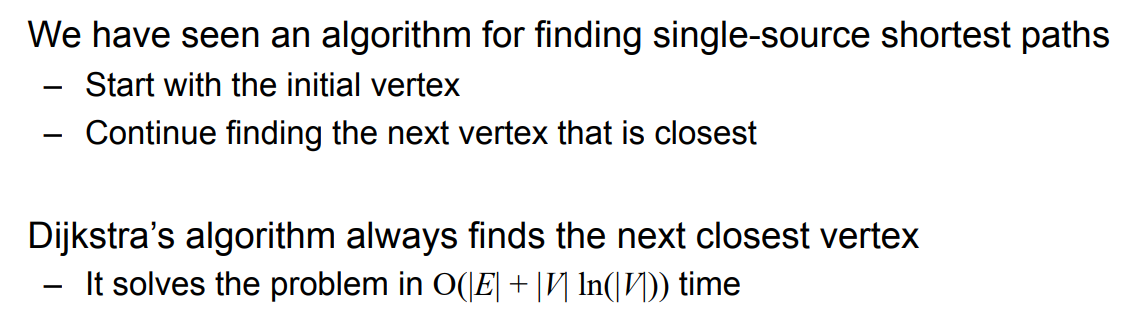 We have seen an algorithm for finding single-source shortest paths
– Start with the initial vertex
– Continue finding the next vertex that is closest
Dijkstra’s algorithm always finds the next closest vertex
– It solves the problem in O(|E| + |V| ln(|V|)) time